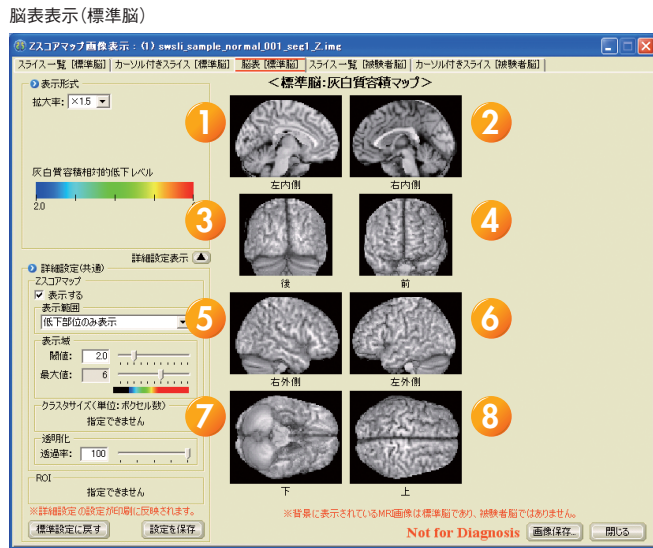 脳表表示(標準脳)
Zスコアマップ画像表示:(1) swsli_sample_normal_001_seg1_Z.img
スライス一覧 [標準脳] カーソル付きスライス [標準脳] 脳表 [標準脳] スライス一覧 [被験者脳] カーソル付きスライス [被験者脳]
表示形式
拡大率: ×1.5
灰白質容積相対的低下レベル
2.0
<標準脳:灰白質容積マップ>
1
2
左内側
右内側
3
4
後
前
詳細設定表示
詳細設定(共通)
Zスコアマップ
表示する
表示範囲
低下部位のみ表示
表示域
閾値: 2.0
最大値: 6
クラスタサイズ(単位:ボクセル数)
指定できません
透明化
透過率: 100
ROI
指定できません
※詳細設定の設定が印刷に反映されます。
標準設定に戻す 設定を保存
5
6
右外側
左外側
7
8
下
上
※背景に表示されているMRI画像は標準脳であり、被験者脳ではありません。
Not for Diagnosis 画像保存... 閉じる